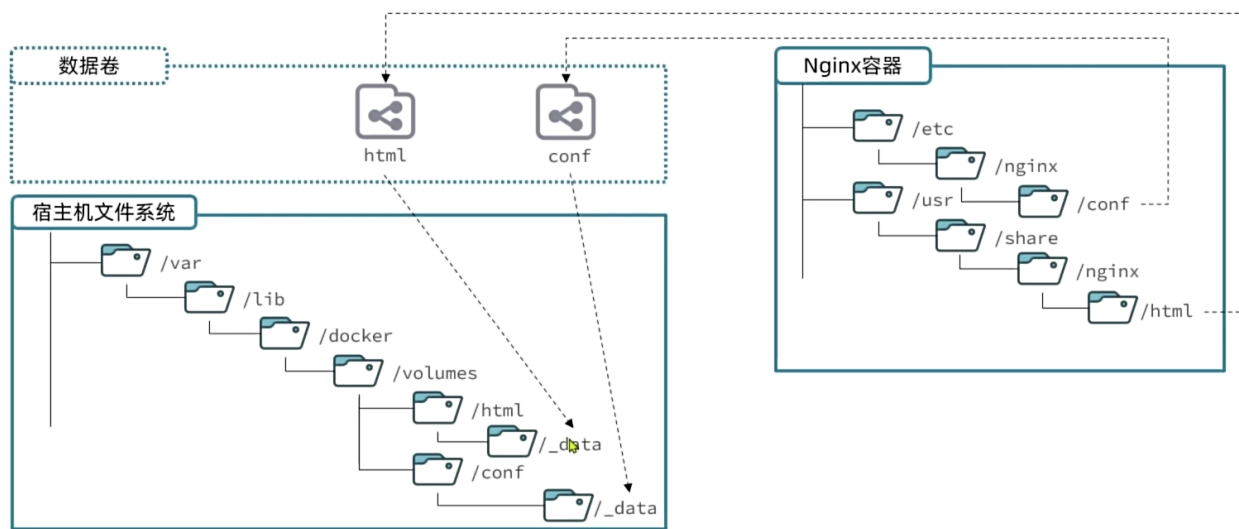 数据卷
html
conf
宿主机文件系统
/var
/lib
/docker
/volumes
/html
/_data
/conf
/_data
Nginx容器
/etc
/nginx
/conf
/usr
/share
/nginx
/html